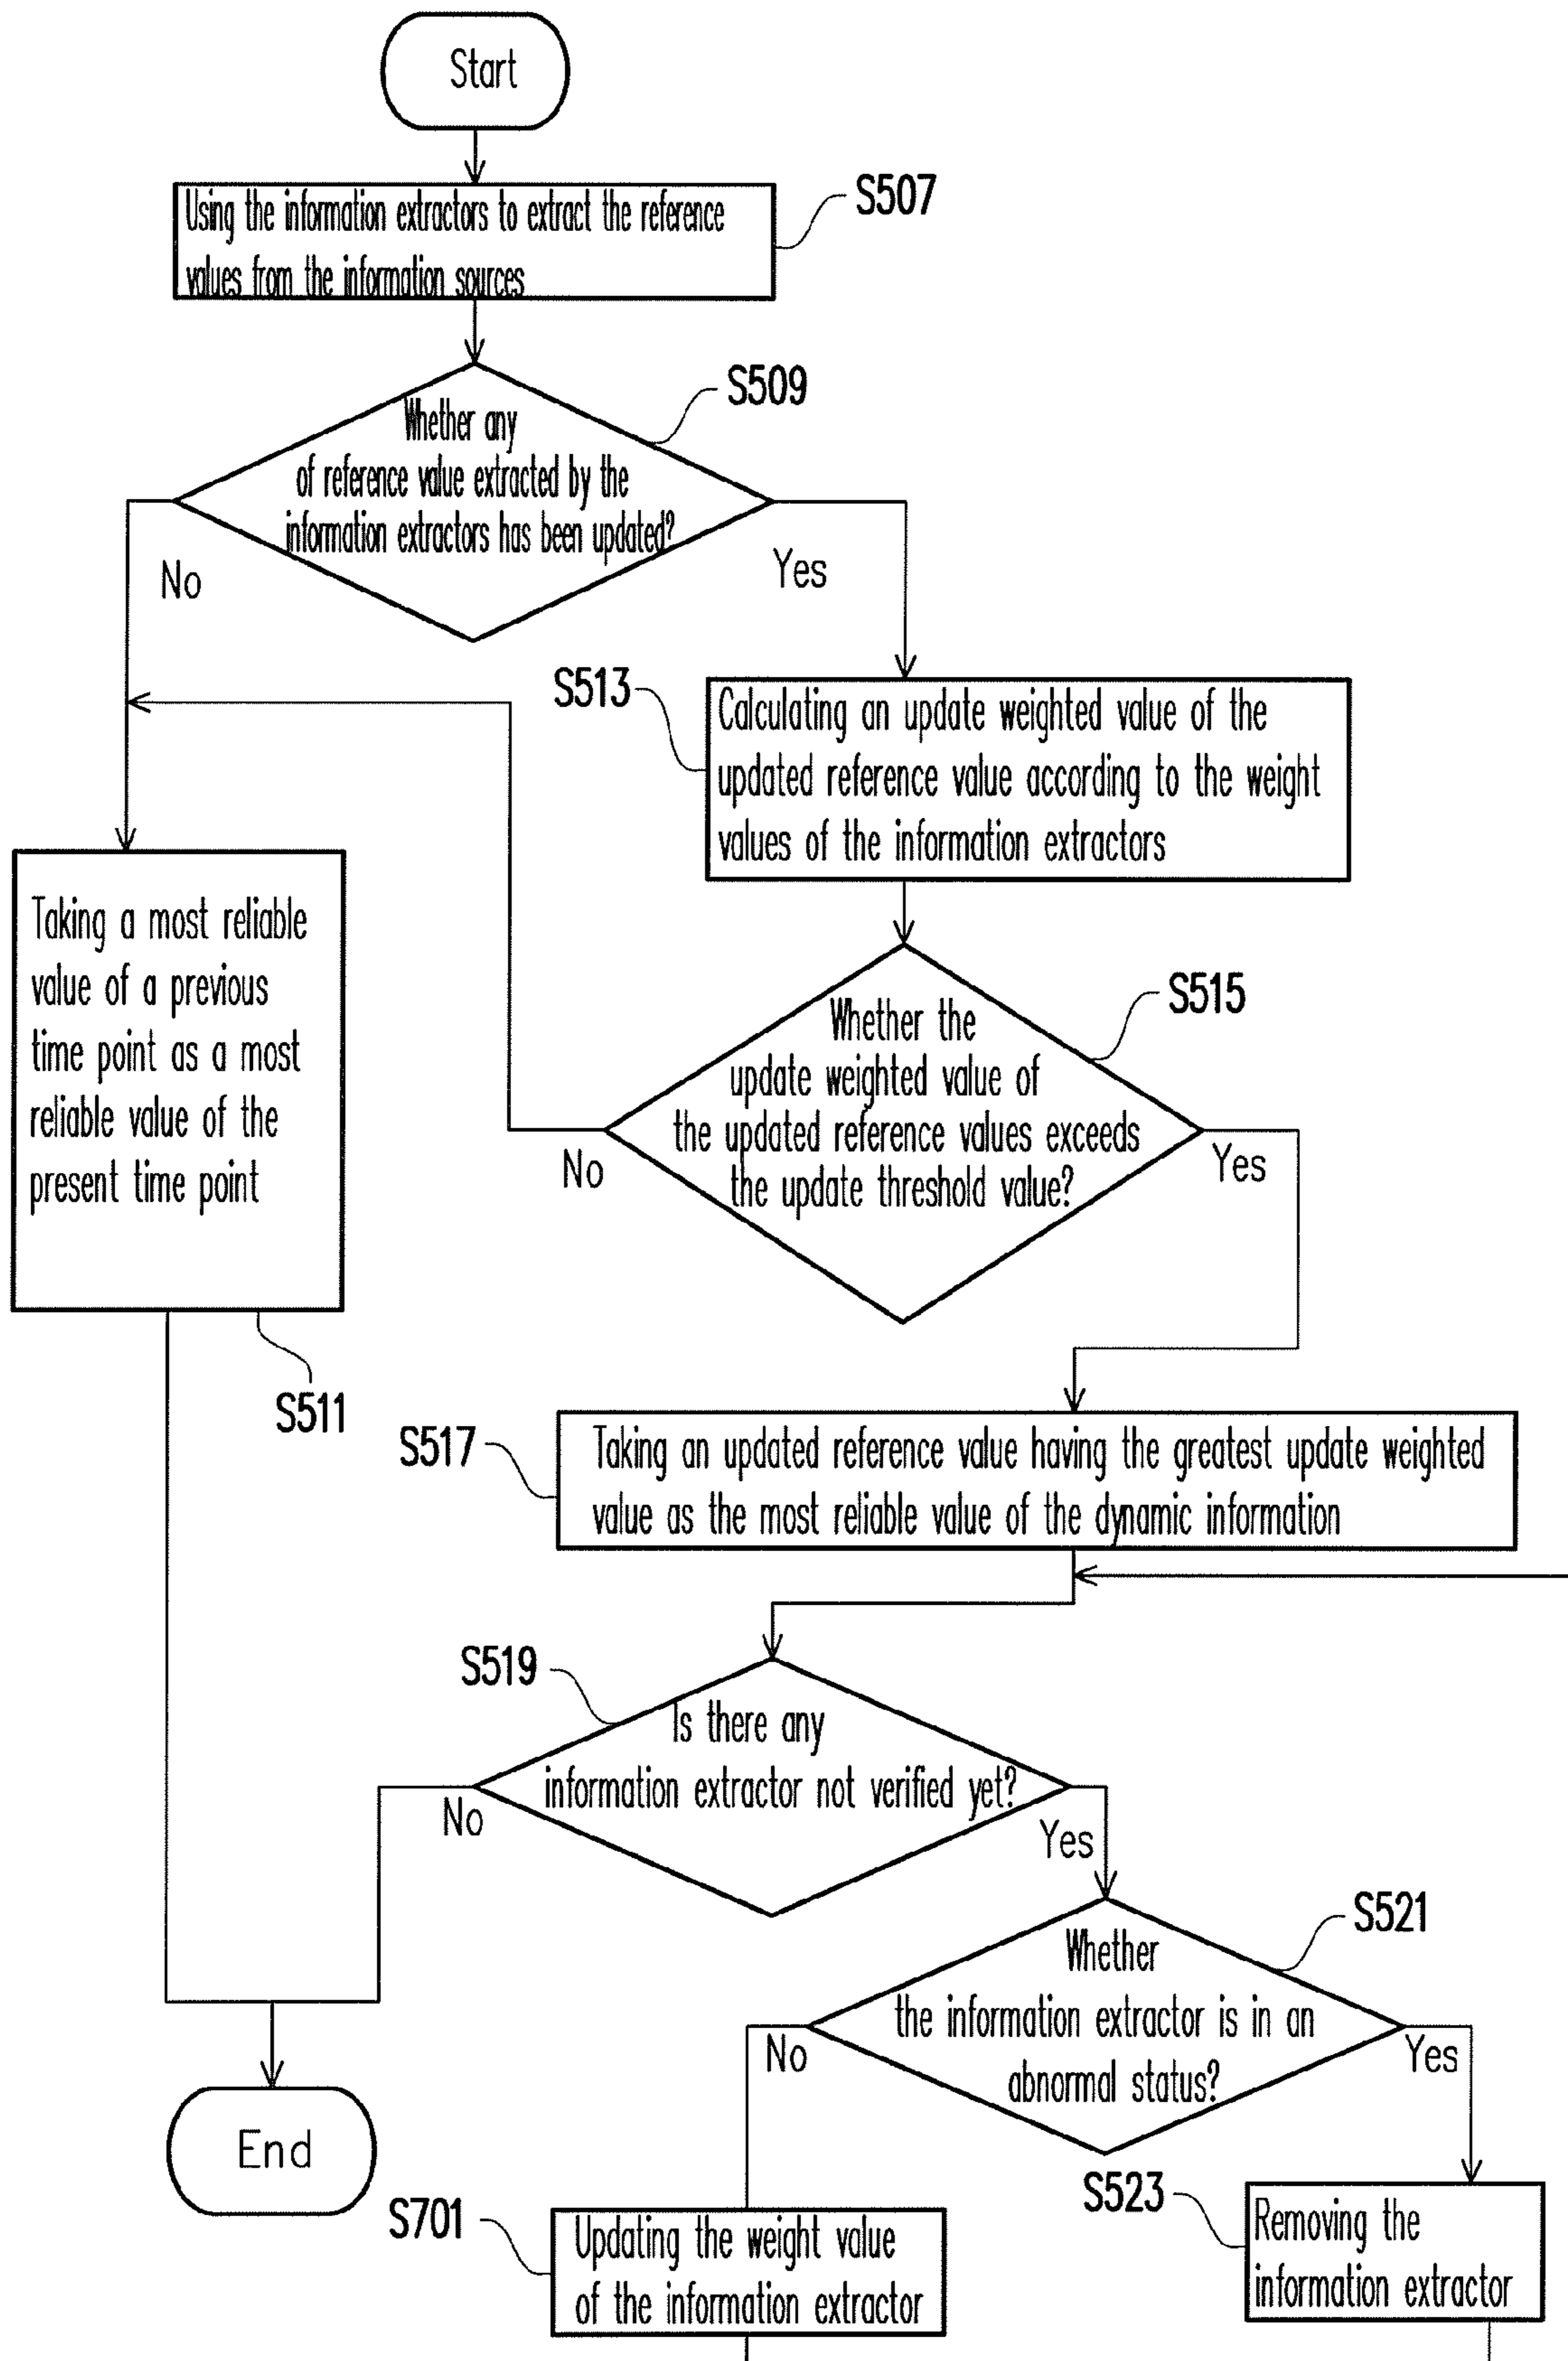 Start
S507
Using the information extractors to extract the reference
values from the information sources
S509
Whether any
of reference value extracted by the
information extractors has been updated?
No
Yes
S513
Calculating an update weighted value of the
updated reference value according to the weight
values of the information extractors
Taking a most reliable
value of a previous
time point as a most
reliable value of the
present time point
S511
S515
Whether the
update weighted value of
the updated reference values exceeds
the update threshold value?
No
Yes
S517
Taking an updated reference value having the greatest update weighted
value as the most reliable value of the dynamic information
S519
Is there any
information extractor not verified yet?
No
Yes
S521
Whether
the information extractor is in an
abnormal status?
No
Yes
End
S701
Updating the weight value
of the information extractor
S523
Removing the
information extractor